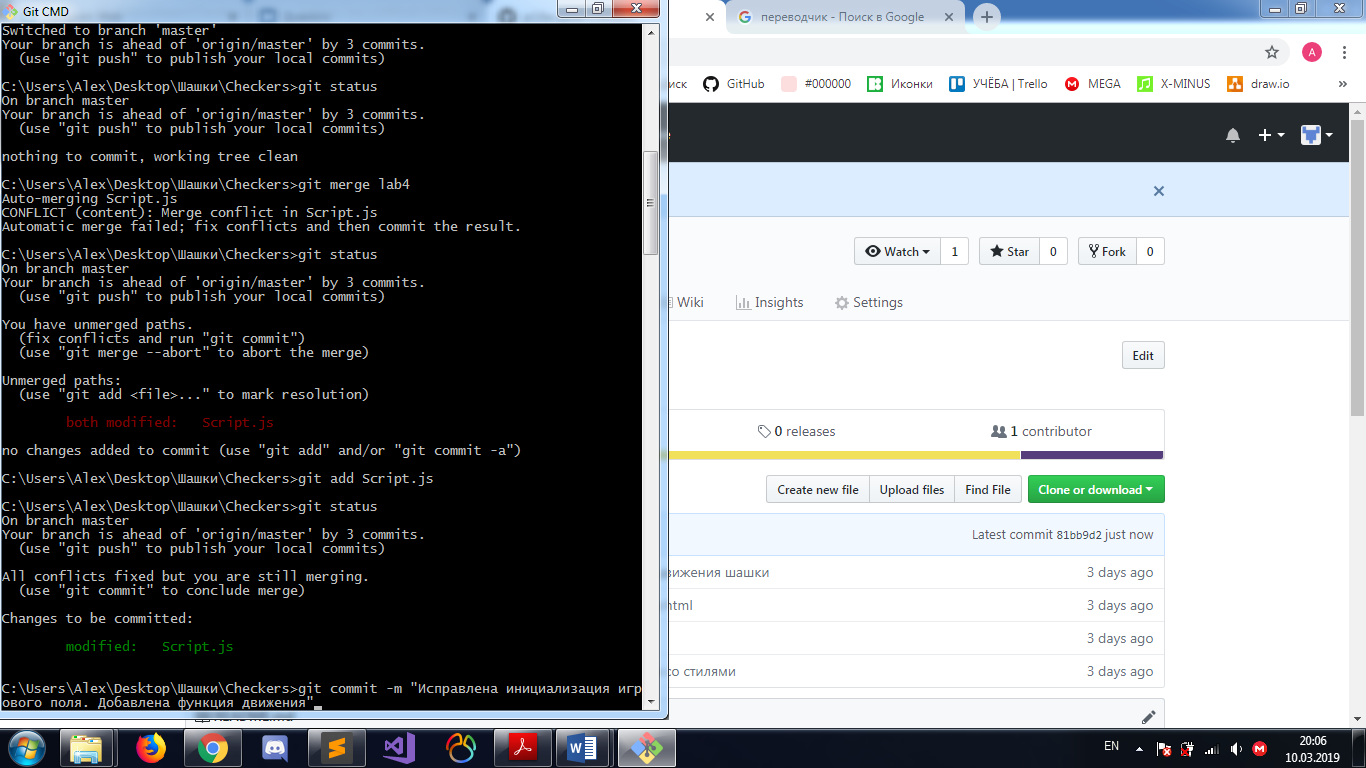 Git CMD
Switched to branch 'master'
Your branch is ahead of 'origin/master' by 3 commits.
(use "git push" to publish your local commits)
C:\Users\Alex\Desktop\Шашки\Checkers>git status
On branch master
Your branch is ahead of 'origin/master' by 3 commits.
(use "git push" to publish your local commits)
nothing to commit, working tree clean
C:\Users\Alex\Desktop\Шашки\Checkers>git merge lab4
Auto-merging Script.js
CONFLICT (content): Merge conflict in Script.js
Automatic merge failed; fix conflicts and then commit the result.
C:\Users\Alex\Desktop\Шашки\Checkers>git status
On branch master
Your branch is ahead of 'origin/master' by 3 commits.
(use "git push" to publish your local commits)
You have unmerged paths.
(fix conflicts and run "git commit")
(use "git merge --abort" to abort the merge)
Unmerged paths:
(use "git add <file>..." to mark resolution)
both modified:   Script.js
no changes added to commit (use "git add" and/or "git commit -a")
C:\Users\Alex\Desktop\Шашки\Checkers>git add Script.js
C:\Users\Alex\Desktop\Шашки\Checkers>git status
On branch master
Your branch is ahead of 'origin/master' by 3 commits.
(use "git push" to publish your local commits)
All conflicts fixed but you are still merging.
(use "git commit" to conclude merge)
Changes to be committed:
modified:   Script.js
C:\Users\Alex\Desktop\Шашки\Checkers>git commit -m "Исправлена инициализация игр
ового поля. Добавлена функция движения"
переводчик - Поиск в Google
A
иск GitHub #000000 Иконки УЧЁБА | Trello MEGA X-MINUS draw.io »
Watch 1 Star 0 Fork 0
Wiki Insights Settings
Edit
0 releases 1 contributor
Create new file Upload files Find File Clone or download
Latest commit 81bb9d2 just now
вижения шашки 3 days ago
html 3 days ago
3 days ago
со стилями 3 days ago
EN 20:06
10.03.2019